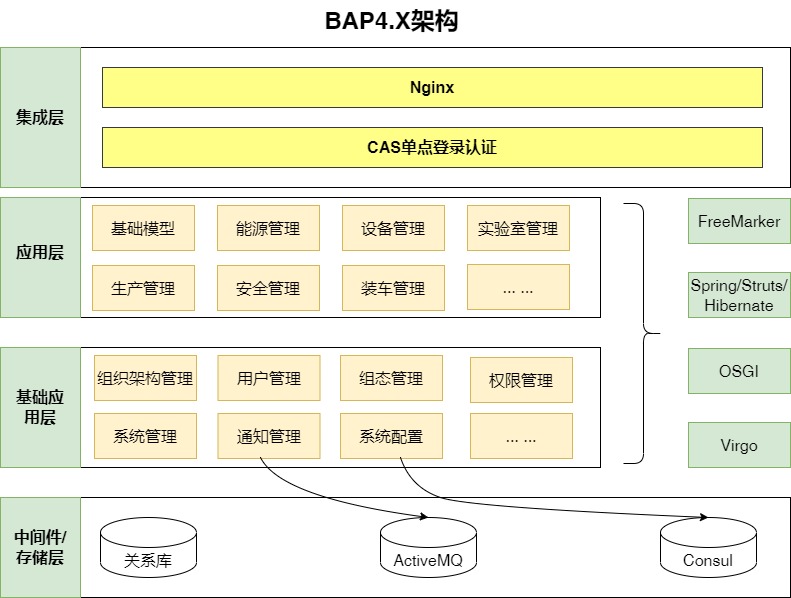 BAP4.X架构
集成层
Nginx
CAS单点登录认证
应用层
基础模型
能源管理
设备管理
实验室管理
生产管理
安全管理
装车管理
... ...
FreeMarker
Spring/Struts/
Hibernate
OSGI
Virgo
基础应
用层
组织架构管理
用户管理
组态管理
权限管理
系统管理
通知管理
系统配置
... ...
中间件/
存储层
关系库
ActiveMQ
Consul